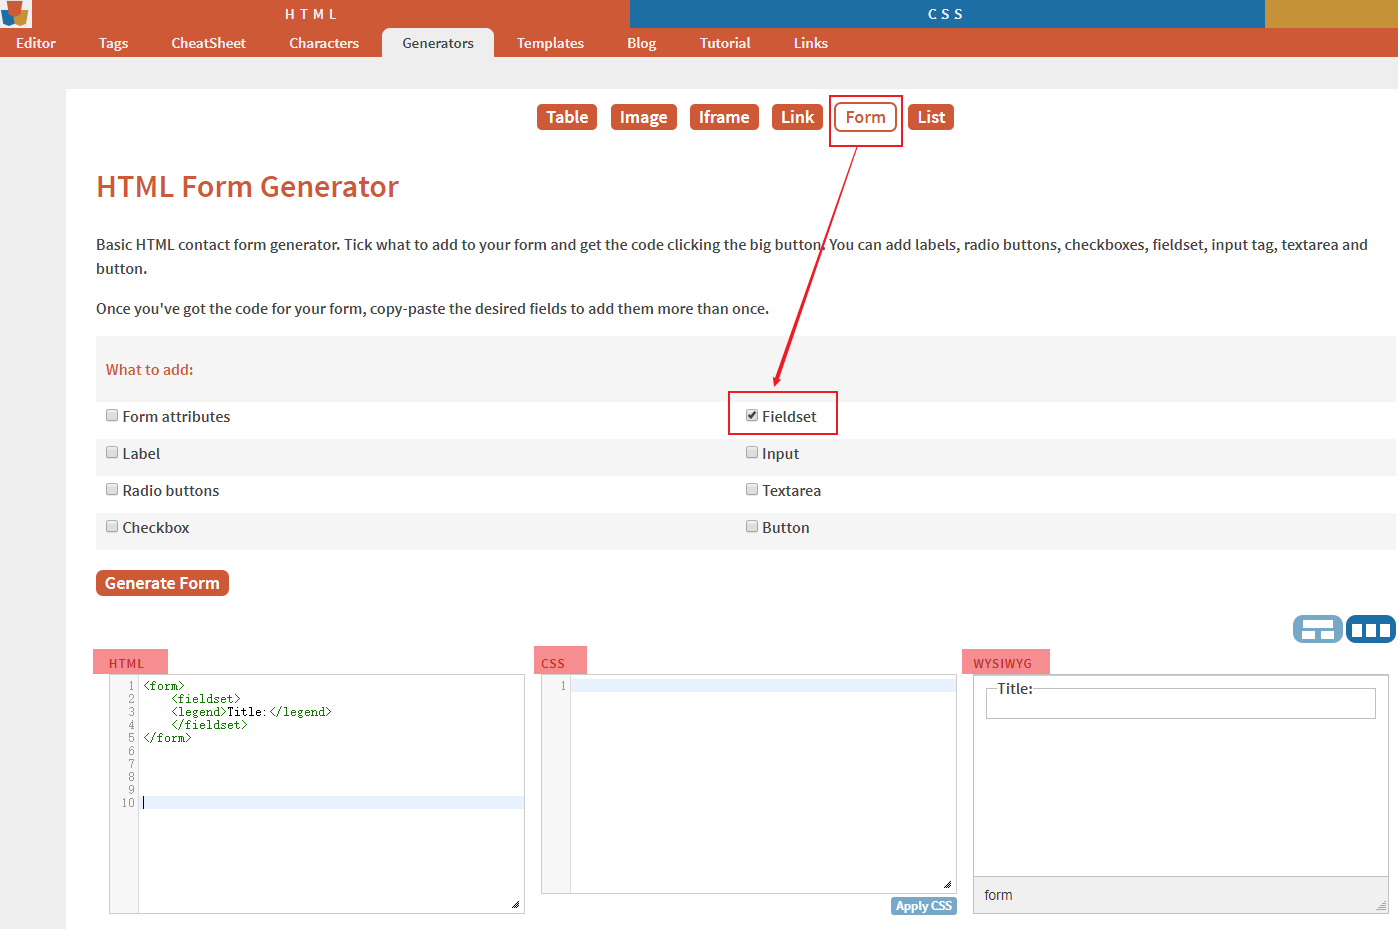 HTML
CSS
Editor Tags CheatSheet Characters Generators Templates Blog Tutorial Links
Table Image Iframe Link Form List
HTML Form Generator
Basic HTML contact form generator. Tick what to add to your form and get the code clicking the big button. You can add labels, radio buttons, checkboxes, fieldset, input tag, textarea and
button.
Once you've got the code for your form, copy-paste the desired fields to add them more than once.
What to add:
Form attributes Fieldset
Label Input
Radio buttons Textarea
Checkbox Button
Generate Form
HTML
1 <form>
2 <fieldset>
3 <legend>Title:</legend>
4 </fieldset>
5 </form>
6
7
8
9
10
CSS
1
Apply CSS
WYSIWYG
Title:
form